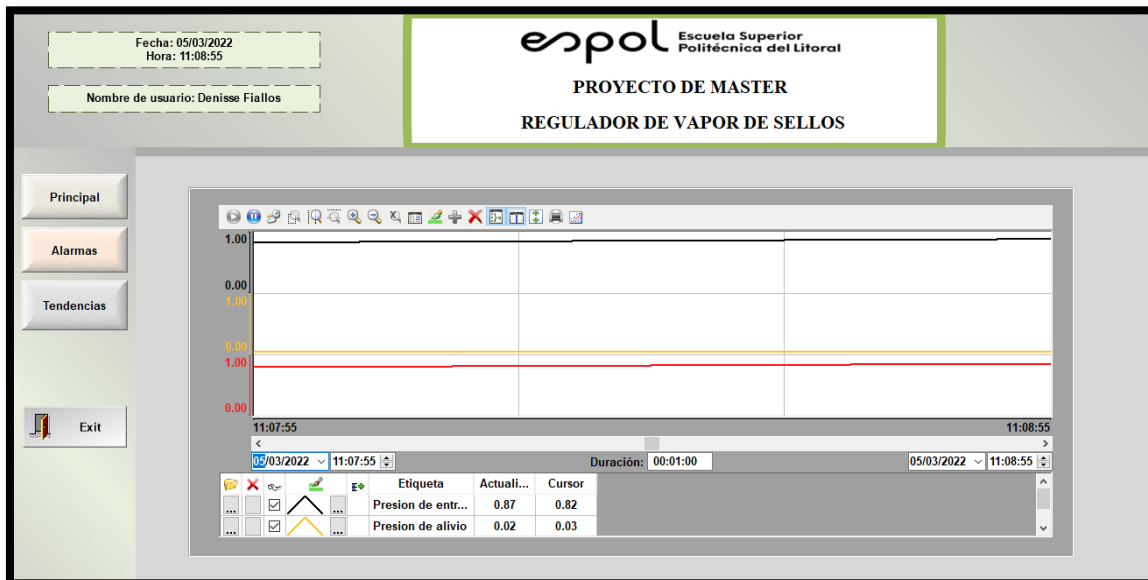 Fecha: 05/03/2022
Hora: 11:08:55
Nombre de usuario: Denisse Fiallos
espol Escuela Superior
Politécnica del Litoral
PROYECTO DE MASTER
REGULADOR DE VAPOR DE SELLOS
Principal
Alarmas
Tendencias
Exit
1.00
0.00
1.00
0.00
1.00
0.00
11:07:55 11:08:55
05/03/2022 11:07:55 Duración: 00:01:00 05/03/2022 11:08:55
Etiqueta Actuali... Cursor
... ... Presion de entr... 0.87 0.82
... ... Presion de alivio 0.02 0.03